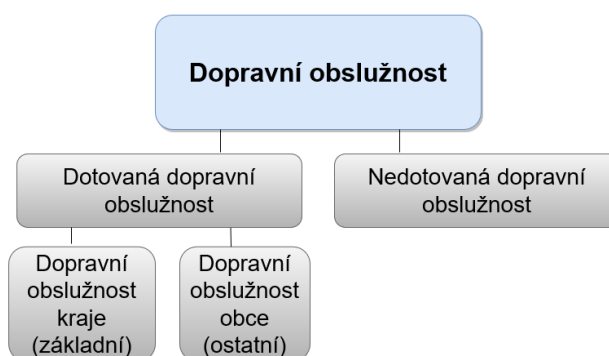 Dopravní obslužnost
Dotovaná dopravní
obslužnost
Nedotovaná dopravní
obslužnost
Dopravní
obslužnost
kraje
(základní)
Dopravní
obslužnost
obce
(ostatní)